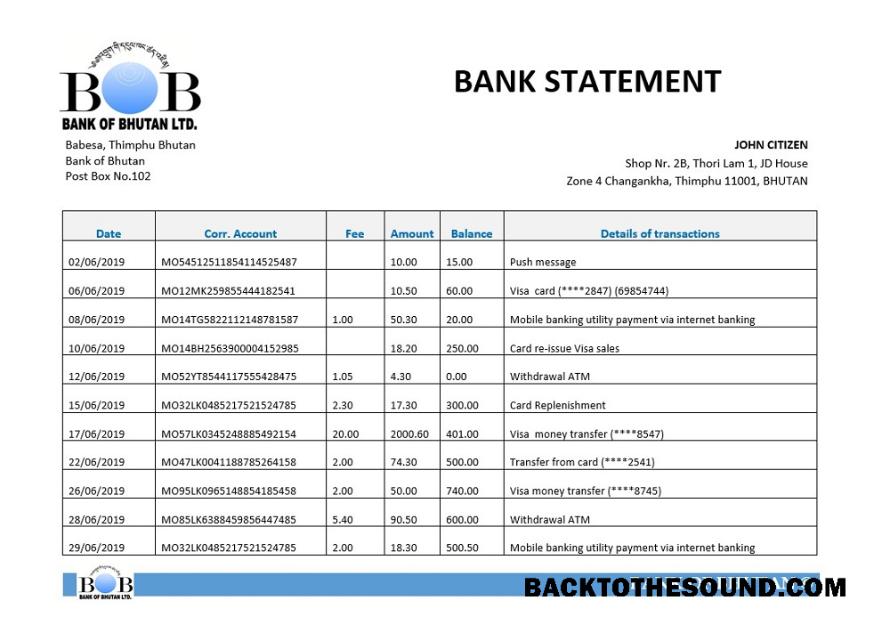 BOB
BANK OF BHUTAN LTD.
BANK STATEMENT
Babesa, Thimphu Bhutan
Bank of Bhutan
Post Box No.102
JOHN CITIZEN
Shop Nr. 2B, Thori Lam 1, JD House
Zone 4 Changankha, Thimphu 11001, BHUTAN
Date Corr. Account Fee Amount Balance Details of transactions
02/06/2019 MO54512511854114525487 10.00 15.00 Push message
06/06/2019 MO12MK259855444182541 10.50 60.00 Visa card (****2847) (69854744)
08/06/2019 MO14TG5822112148781587 1.00 50.30 20.00 Mobile banking utility payment via internet banking
10/06/2019 MO14BH2563900004152985 18.20 250.00 Card re-issue Visa sales
12/06/2019 MO52YT8544117555428475 1.05 4.30 0.00 Withdrawal ATM
15/06/2019 MO32LK0485217521524785 2.30 17.30 300.00 Card Replenishment
17/06/2019 MO57LK0345248885492154 20.00 2000.60 401.00 Visa money transfer (****8547)
22/06/2019 MO47LK0041188785264158 2.00 74.30 500.00 Transfer from card (****2541)
26/06/2019 MO95LK0965148854185458 2.00 50.00 740.00 Visa money transfer (****8745)
28/06/2019 MO85LK6388459856447485 5.40 90.50 600.00 Withdrawal ATM
29/06/2019 MO32LK0485217521524785 2.00 18.30 500.50 Mobile banking utility payment via internet banking
BOB
BANK OF BHUTAN LTD.
BACKTOTHESOUND.COM